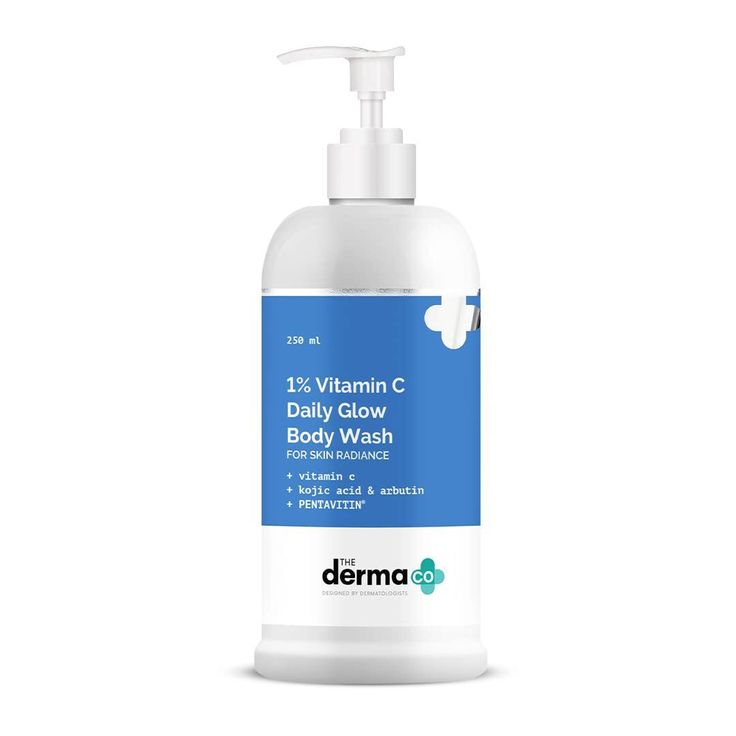 250 ml
1% Vitamin C
Daily Glow
Body Wash
FOR SKIN RADIANCE
+ vitamin c
+ kojic acid & arbutin
+ PENTAVITIN®
THE
derma co
DESIGNED BY DERMATOLOGISTS